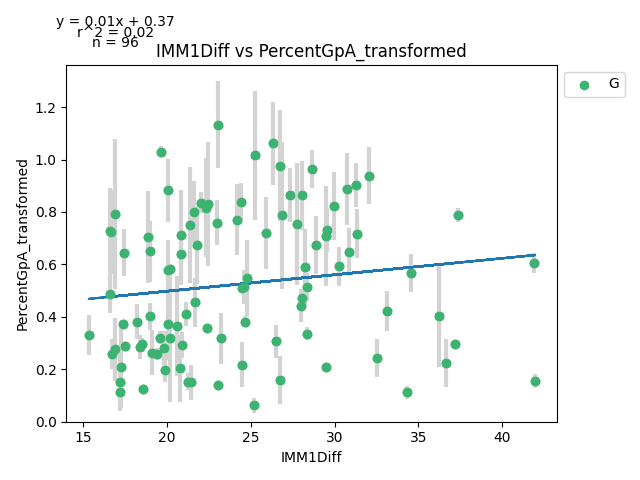 y = 0.01x + 0.37
r^2 = 0.02
n = 96
IMM1Diff vs PercentGpA_transformed
G
PercentGpA_transformed
1.2
1.0
0.8
0.6
0.4
0.2
0.0
15 20 25 30 35 40
IMM1Diff